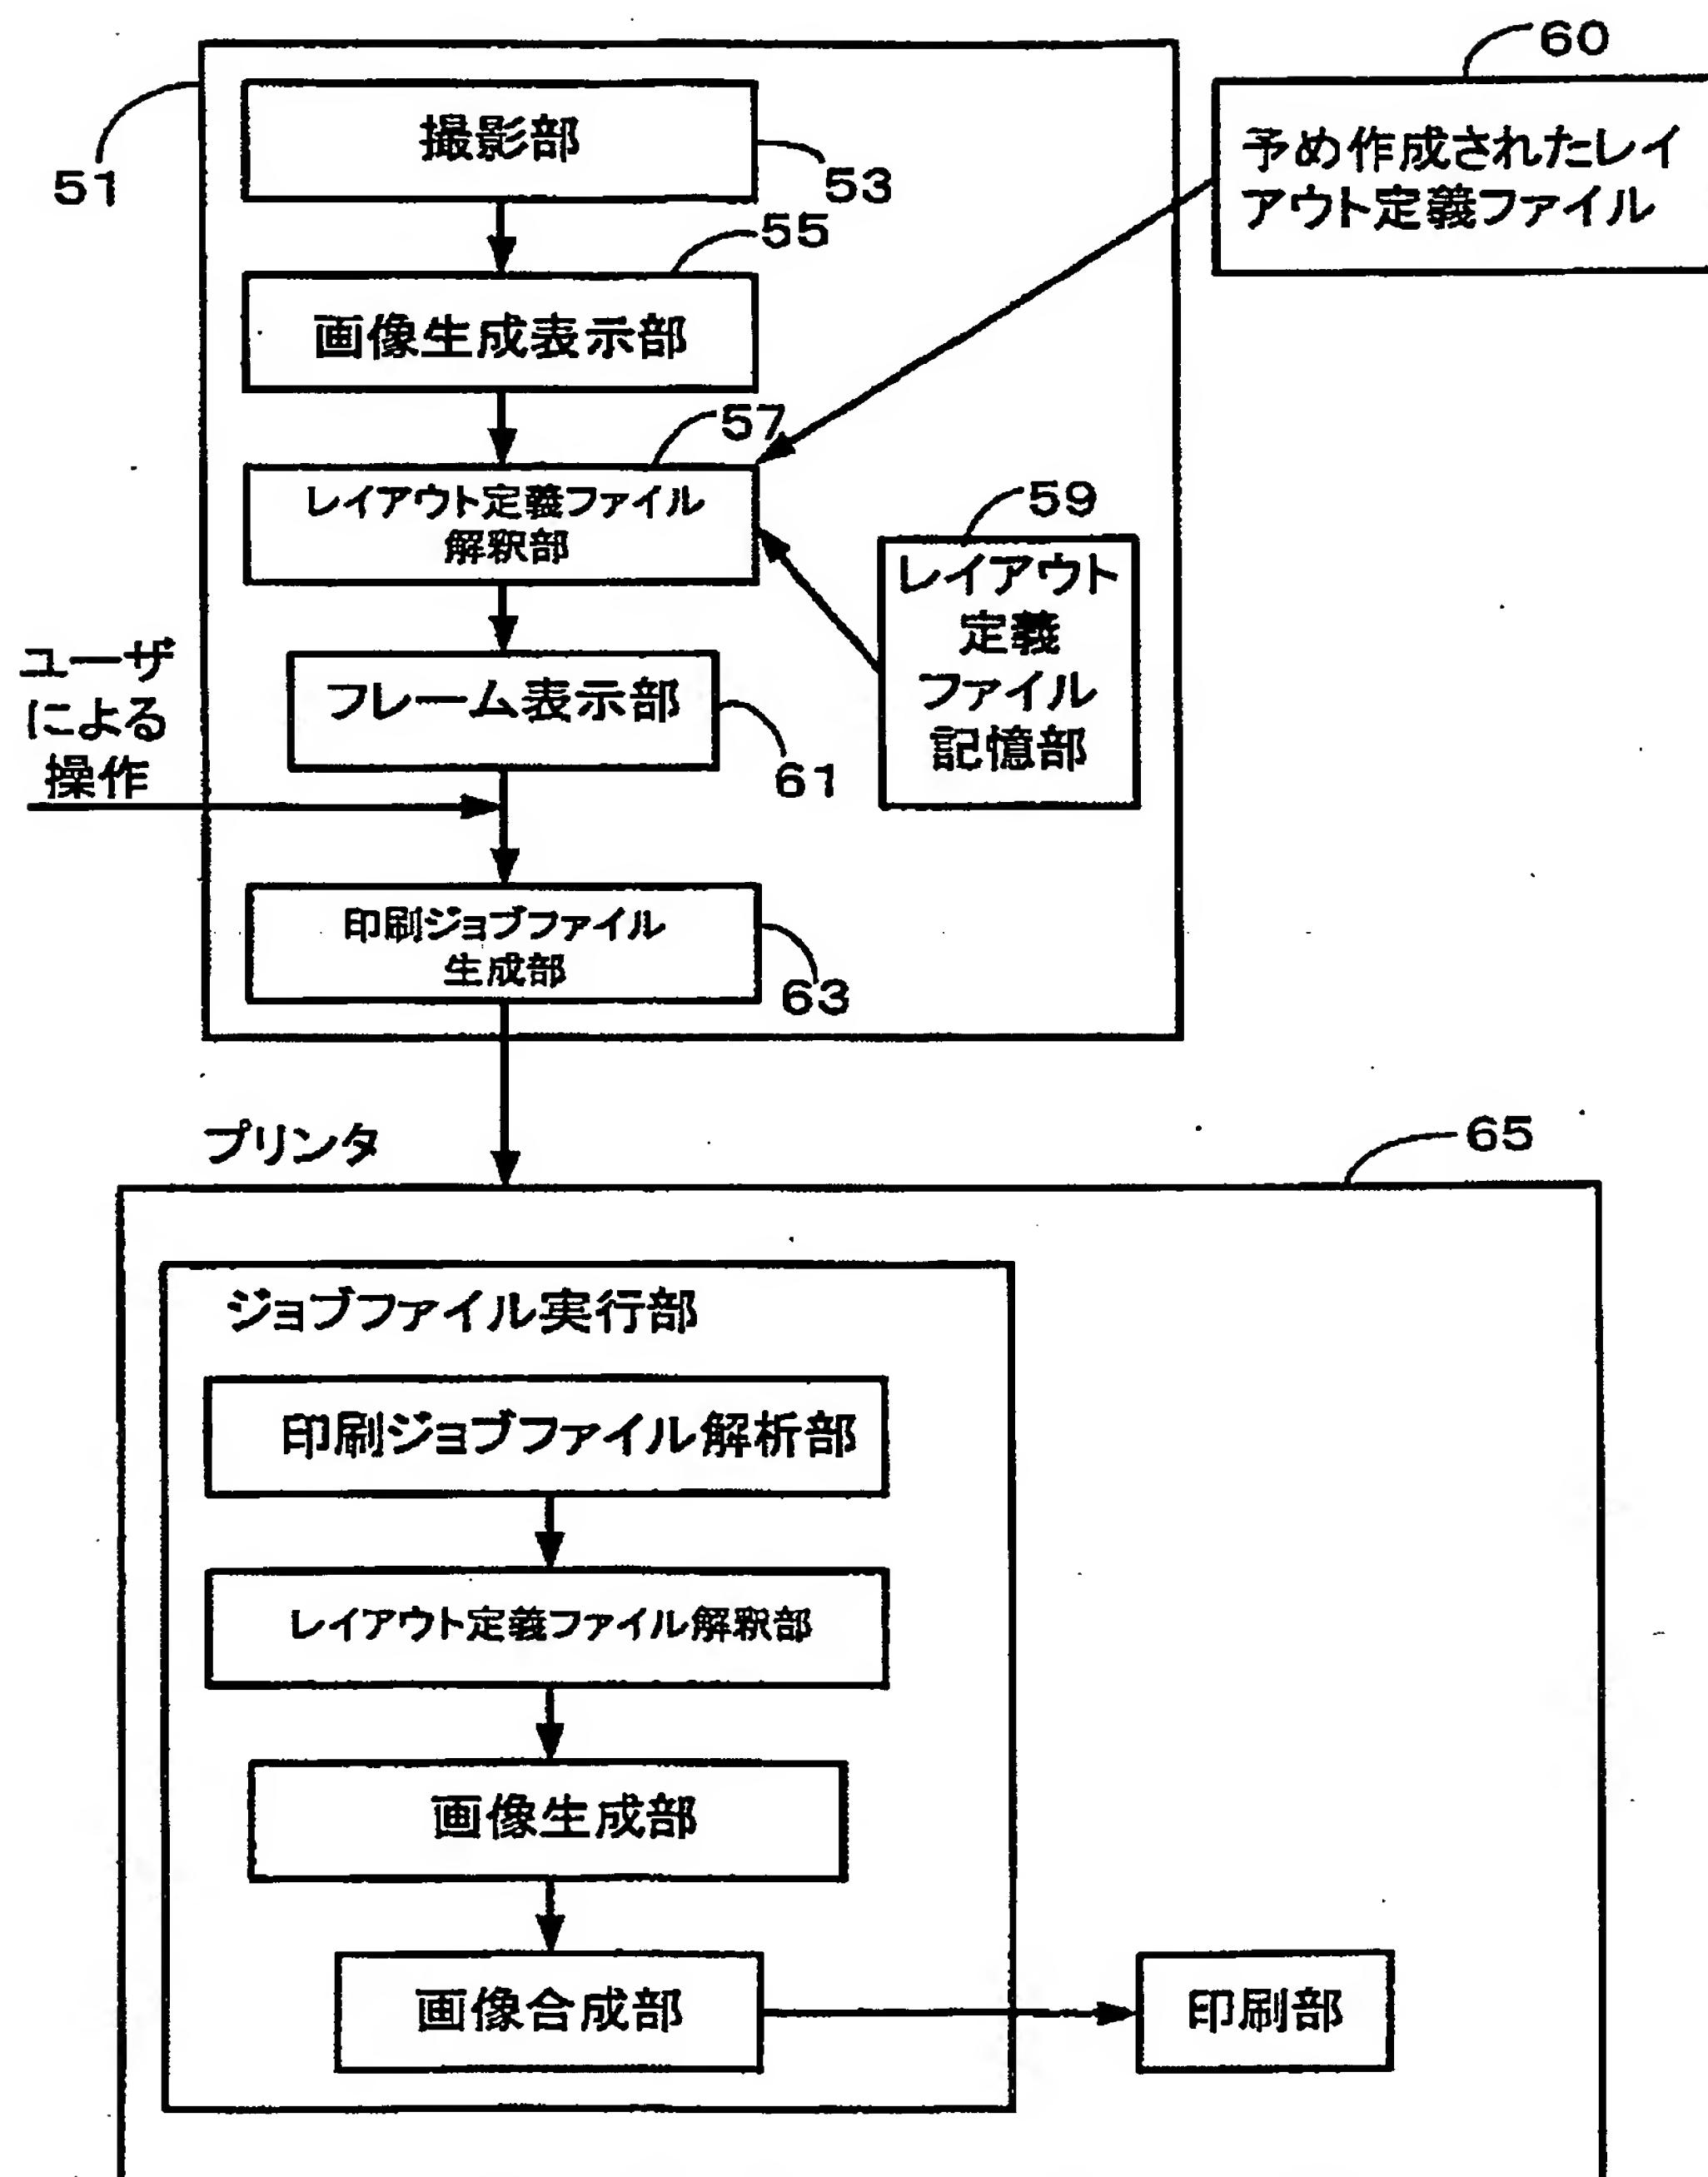 60
予め作成されたレイ
アウト定義ファイル
51
撮影部
53
55
画像生成表示部
57
レイアウト定義ファイル
解釈部
59
レイアウト
定義
ファイル
記憶部
ユーザ
による
操作
フレーム表示部
61
印刷ジョブファイル
生成部
63
プリンタ
65
ジョブファイル実行部
印刷ジョブファイル解析部
レイアウト定義ファイル解釈部
画像生成部
画像合成部
印刷部